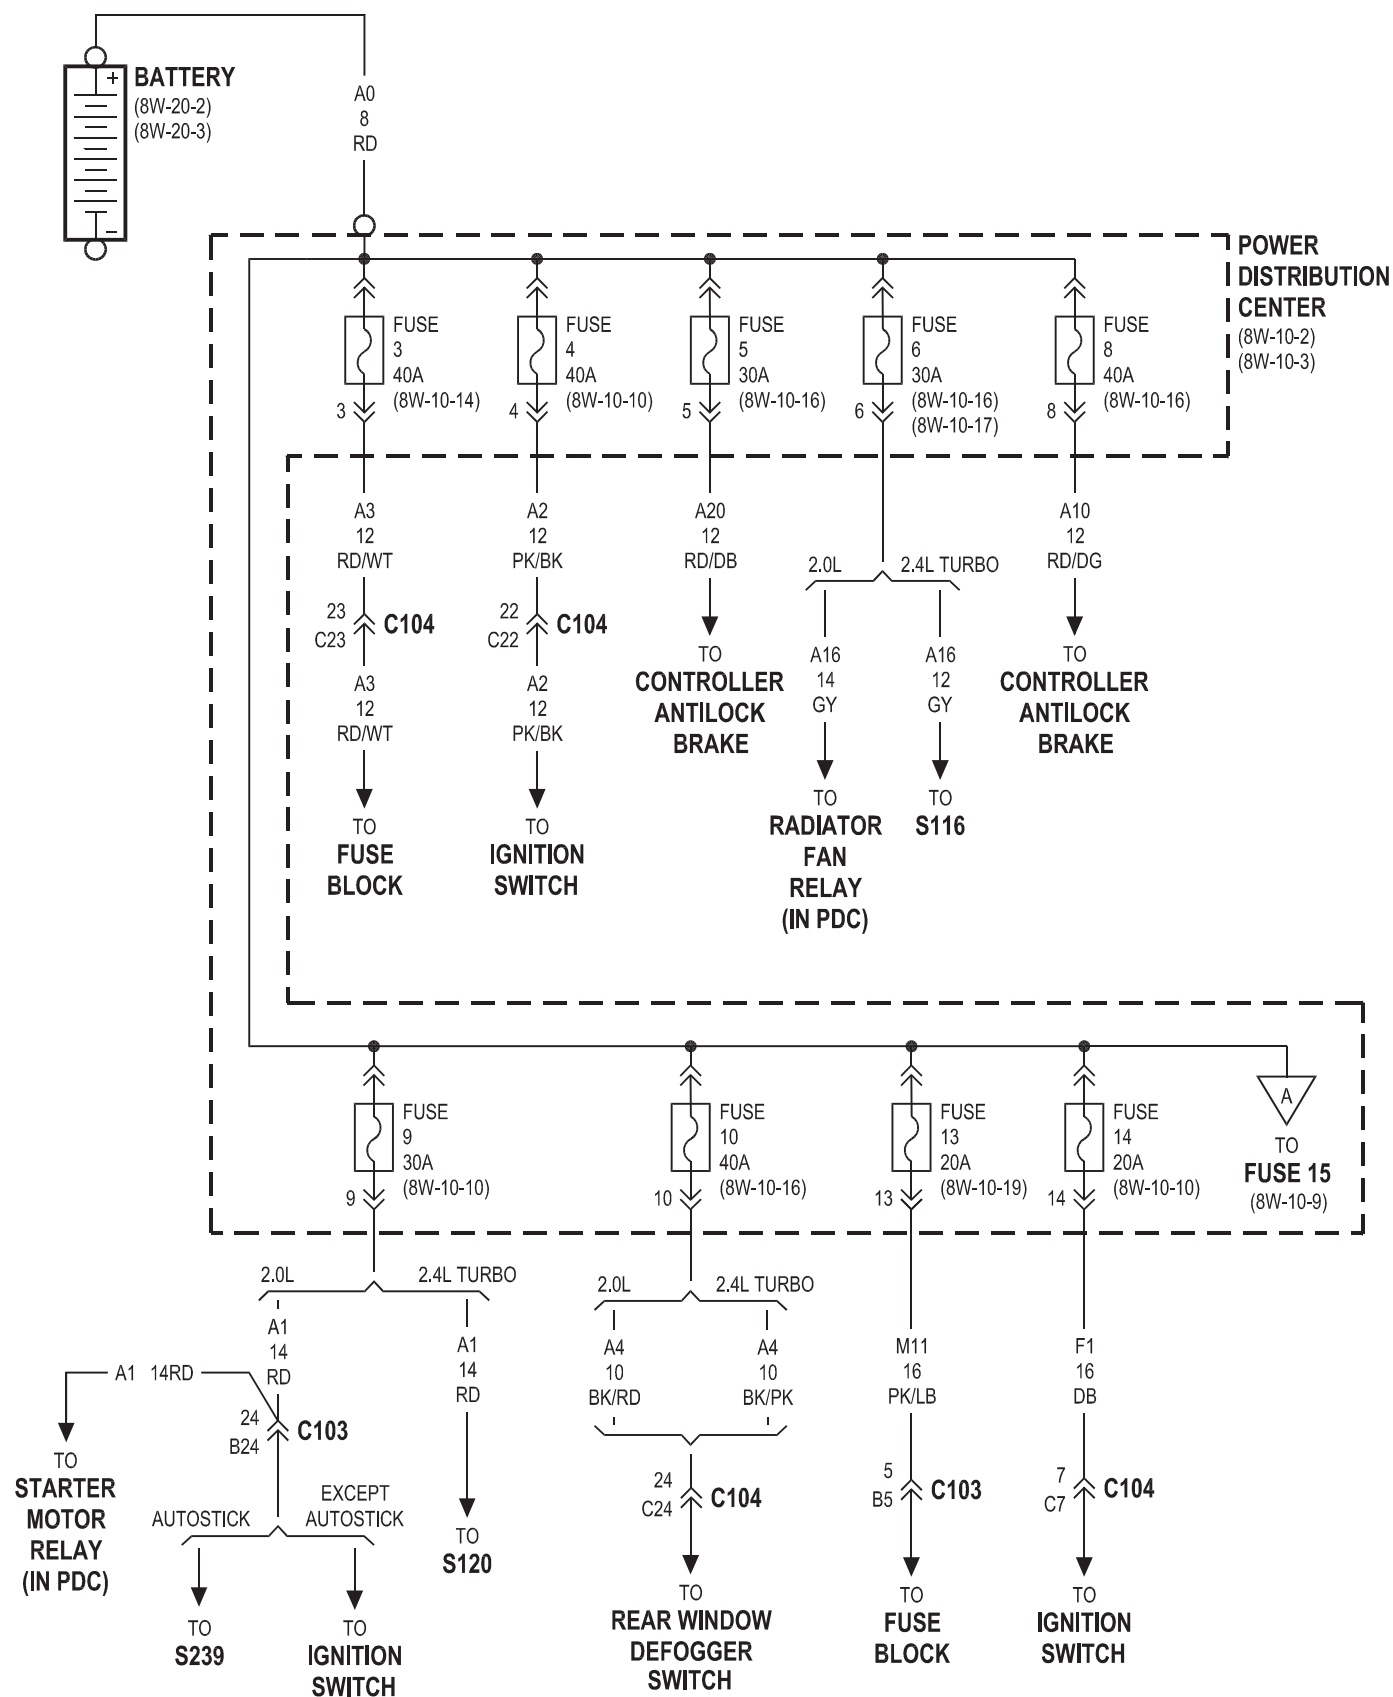 BATTERY
(8W-20-2)
(8W-20-3)
+
−
A0
8
RD
POWER
DISTRIBUTION
CENTER
(8W-10-2)
(8W-10-3)
FUSE
3
40A
(8W-10-14)
3
FUSE
4
40A
(8W-10-10)
4
FUSE
5
30A
(8W-10-16)
5
FUSE
6
30A
(8W-10-16)
(8W-10-17)
6
FUSE
8
40A
(8W-10-16)
8
A3
12
RD/WT
23
C23
C104
A3
12
RD/WT
TO
FUSE
BLOCK
A2
12
PK/BK
22
C22
C104
A2
12
PK/BK
TO
IGNITION
SWITCH
A20
12
RD/DB
TO
CONTROLLER
ANTILOCK
BRAKE
2.0L
2.4L TURBO
A16
14
GY
TO
RADIATOR
FAN
RELAY
(IN PDC)
A16
12
GY
TO
S116
A10
12
RD/DG
TO
CONTROLLER
ANTILOCK
BRAKE
FUSE
9
30A
(8W-10-10)
9
FUSE
10
40A
(8W-10-16)
10
FUSE
13
20A
(8W-10-19)
13
FUSE
14
20A
(8W-10-10)
14
A
TO
FUSE 15
(8W-10-9)
2.0L
2.4L TURBO
A1
14
RD
A1 14RD
TO
STARTER
MOTOR
RELAY
(IN PDC)
24
B24
C103
AUTOSTICK
EXCEPT
AUTOSTICK
TO
S239
TO
IGNITION
SWITCH
A1
14
RD
TO
S120
2.0L
2.4L TURBO
A4
10
BK/RD
A4
10
BK/PK
24
C24
C104
TO
REAR WINDOW
DEFOGGER
SWITCH
M11
16
PK/LB
5
B5
C103
TO
FUSE
BLOCK
F1
16
DB
7
C7
C104
TO
IGNITION
SWITCH